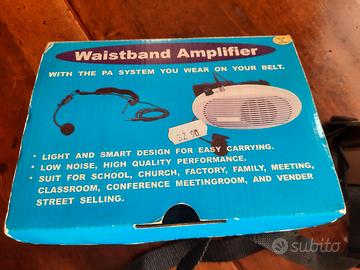 Waistband Amplifier
WITH THE PA SYSTEM YOU WEAR ON YOUR BELT.
• LIGHT AND SMART DESIGN FOR EASY CARRYING.
• LOW NOISE, HIGH QUALITY PERFORMANCE.
• SUIT FOR SCHOOL, CHURCH, FACTORY, FAMILY, MEETING,
CLASSROOM, CONFERENCE MEETINGROOM, AND VENDER
STREET SELLING.
subito